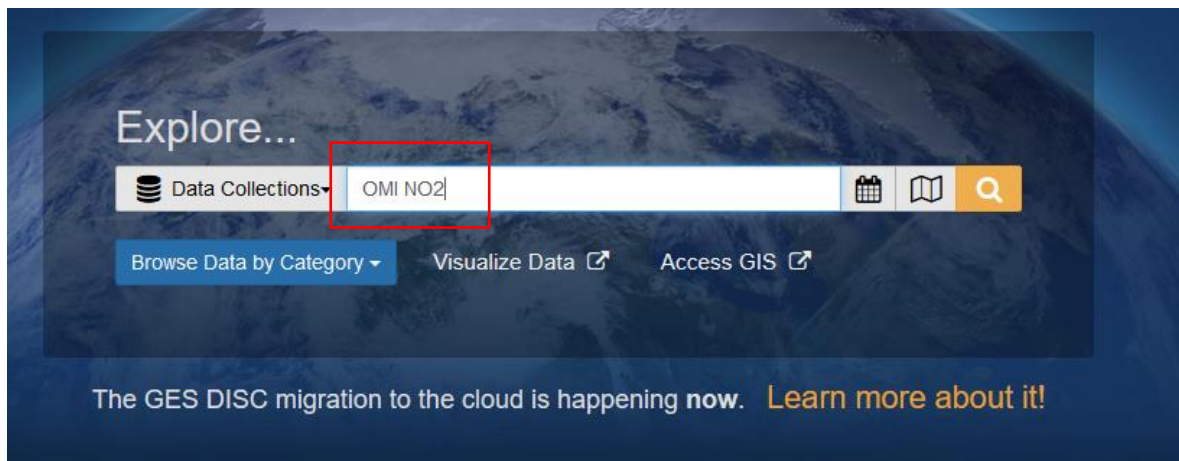 Explore...
Data Collections OMI NO2
Browse Data by Category Visualize Data Access GIS
The GES DISC migration to the cloud is happening now. Learn more about it!